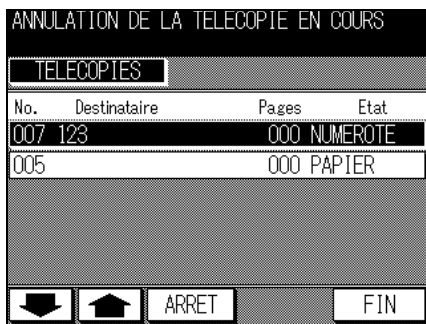 ANNULATION DE LA TELECOPIE EN COURS
TELECOPIES
No. Destinataire Pages Etat
007 123 000 NUMEROTE
005 000 PAPIER
ARRET FIN